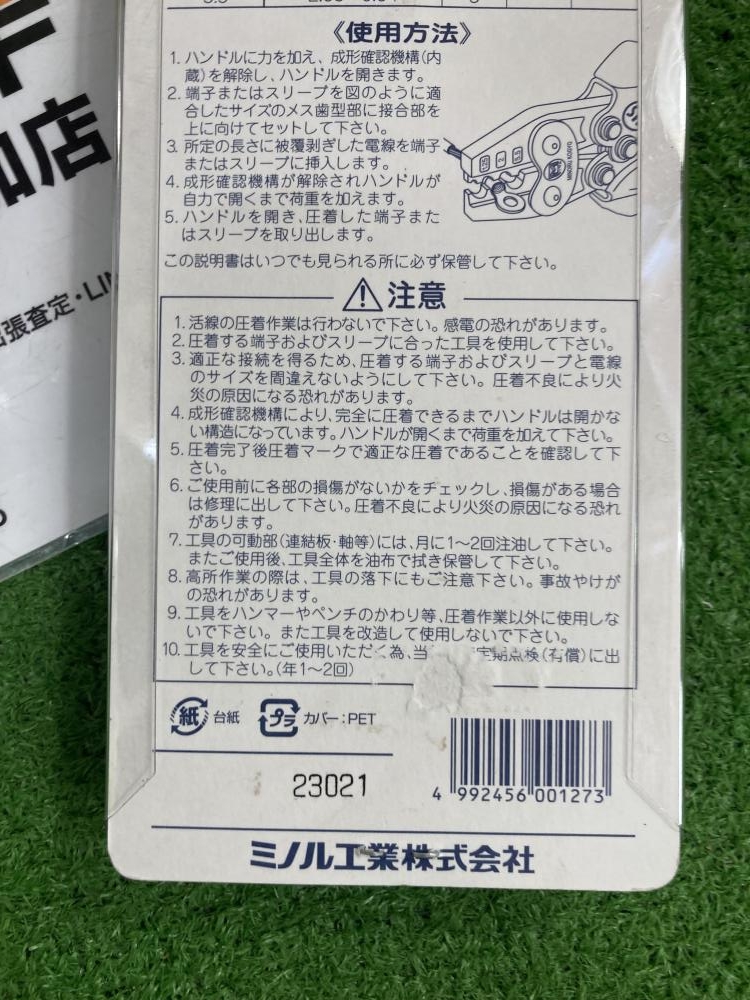 《使用方法》
1. ハンドルに力を加え、成形確認機構(内
蔵)を解除し、ハンドルを開きます。
2. 端子またはスリーブを図のように適
合したサイズのメス歯型部に接合部を
上に向けてセットして下さい。
3. 所定の長さに被覆剥ぎした電線を端子
またはスリーブに挿入します。
4. 成形確認機構が解除されハンドルが
自力で開くまで荷重を加えます。
5. ハンドルを開き、圧着した端子また
はスリーブを取り出します。
この説明書はいつでも見られる所に必ず保管して下さい。
注意
1. 活線の圧着作業は行わないで下さい。感電の恐れがあります。
2. 圧着する端子およびスリーブに合った工具を使用して下さい。
3. 適正な接続を得るため、圧着する端子およびスリーブと電線
のサイズを間違えないようにして下さい。圧着不良により火
災の原因になる恐れがあります。
4. 成形確認機構により、完全に圧着できるまでハンドルは開かな
い構造になっています。ハンドルが開くまで荷重を加えて下さい。
5. 圧着完了後圧着マークで適正な圧着であることを確認して下
さい。
6. ご使用前に各部の損傷がないかをチェックし、損傷がある場合
は修理に出して下さい。圧着不良により火災の原因になる恐れ
があります。
7. 工具の可動部(連結板・軸等)には、月に1〜2回注油して下さい。
またご使用後、工具全体を油布で拭き保管して下さい。
8. 高所作業の際は、工具の落下にもご注意下さい。事故やけが
の恐れがあります。
9. 工具をハンマーやペンチのかわり等、圧着作業以外に使用しな
いで下さい。また工具を改造して使用しないで下さい。
10. 工具を安全にご使用いただく為、当 定期点検(有償)に出
して下さい。(年1〜2回)
紙 台紙 プラ カバー:PET
23021
4 992456 001273
ミノル工業株式会社
店
張査定・LIN
MINORU KOGYO